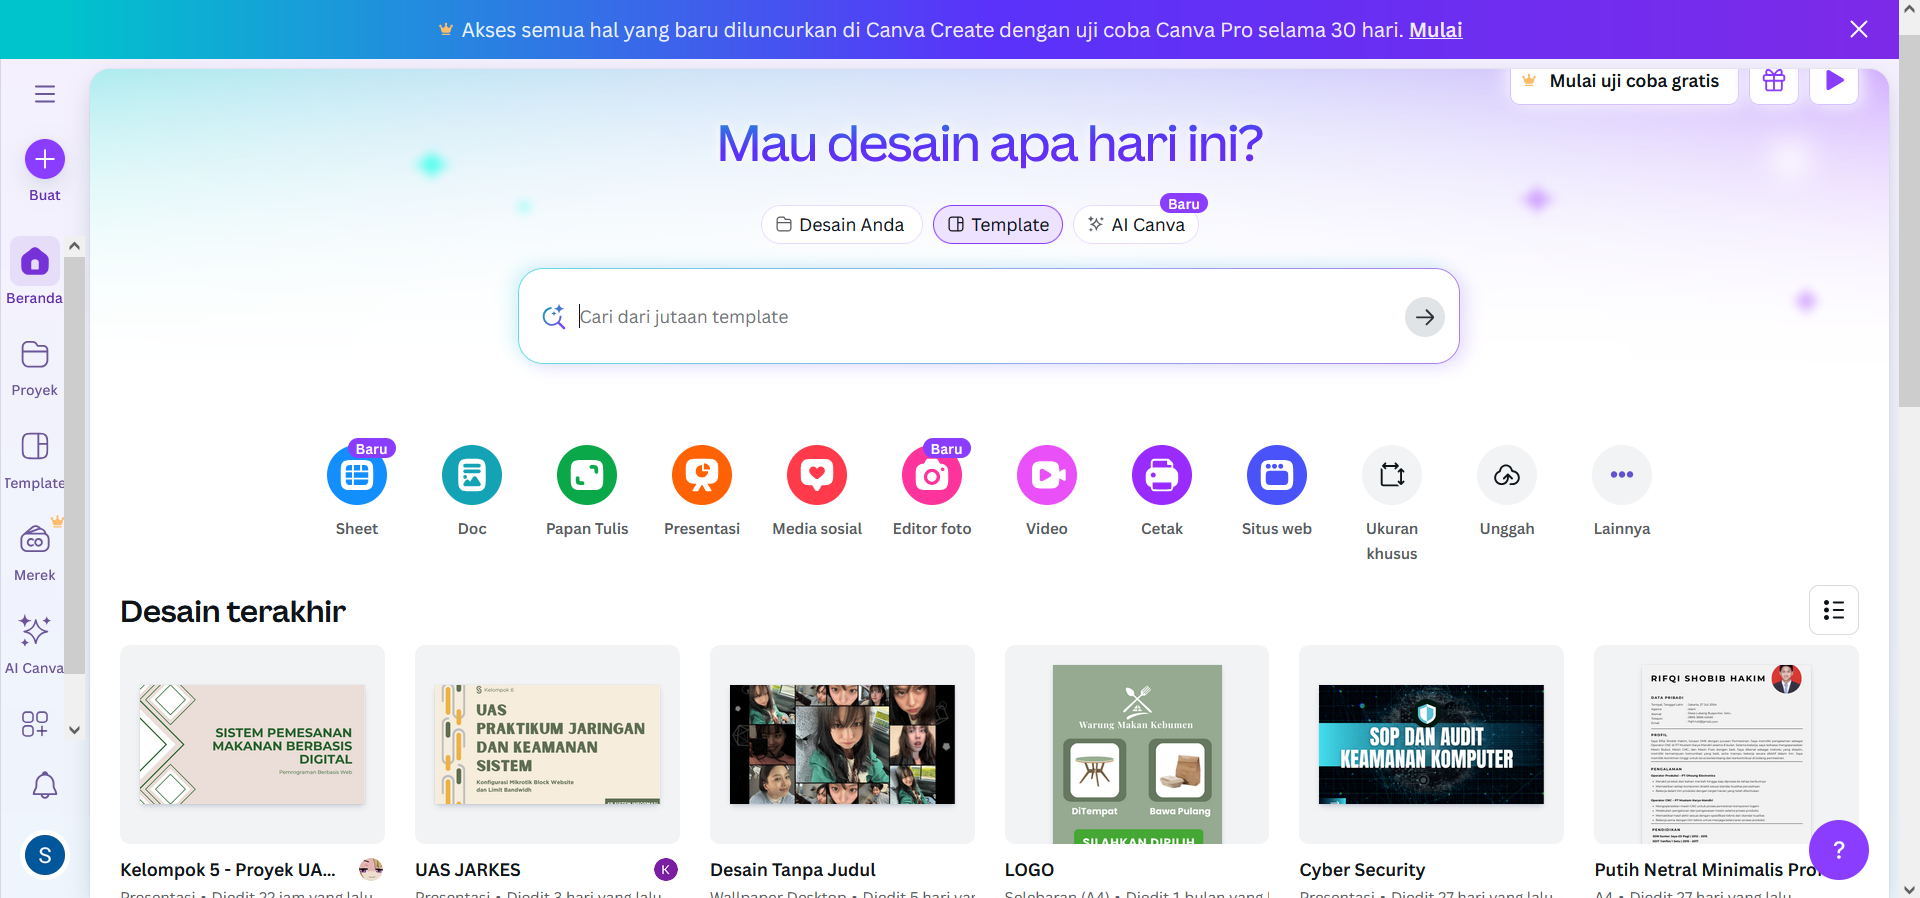 Akses semua hal yang baru diluncurkan di Canva Create dengan uji coba Canva Pro selama 30 hari. Mulai
Mulai uji coba gratis
Mau desain apa hari ini?
Baru
Desain Anda
Template
AI Canva
Cari dari jutaan template
Buat
Beranda
Proyek
Template
Merek
AI Canva
S
Baru
Baru
Sheet
Doc
Papan Tulis
Presentasi
Media sosial
Editor foto
Video
Cetak
Situs web
Ukuran
khusus
Unggah
Lainnya
Desain terakhir
SISTEM PEMESANAN
MAKANAN BERBASIS
DIGITAL
Pemrograman Berbasis Web
Kelompok 6
UAS
PRAKTIKUM JARINGAN
DAN KEAMANAN
SISTEM
Konfigurasi Mikrotik Block Website
dan Limit Bandwidh
Warung Makan Kebumen
DiTempat
Bawa Pulang
SILAHKAN DIPILIH
SOP DAN AUDIT
KEAMANAN KOMPUTER
RIFQI SHOBIB HAKIM
DATA PRIBADI
PROFIL
PENGALAMAN
PENDIDIKAN
Kelompok 5 - Proyek UA...
UAS JARKES
K
Desain Tanpa Judul
LOGO
Cyber Security
Putih Netral Minimalis Pro
?
Presentasi • Diedit 22 jam yang lalu
Presentasi • Diedit 3 hari yang lalu
Wallpaper Desktop • Diedit 5 hari yan
Selebaran (A4) • Diedit 1 bulan yang l
Presentasi • Diedit 27 hari yang lalu
A4 • Diedit 27 hari yang lalu